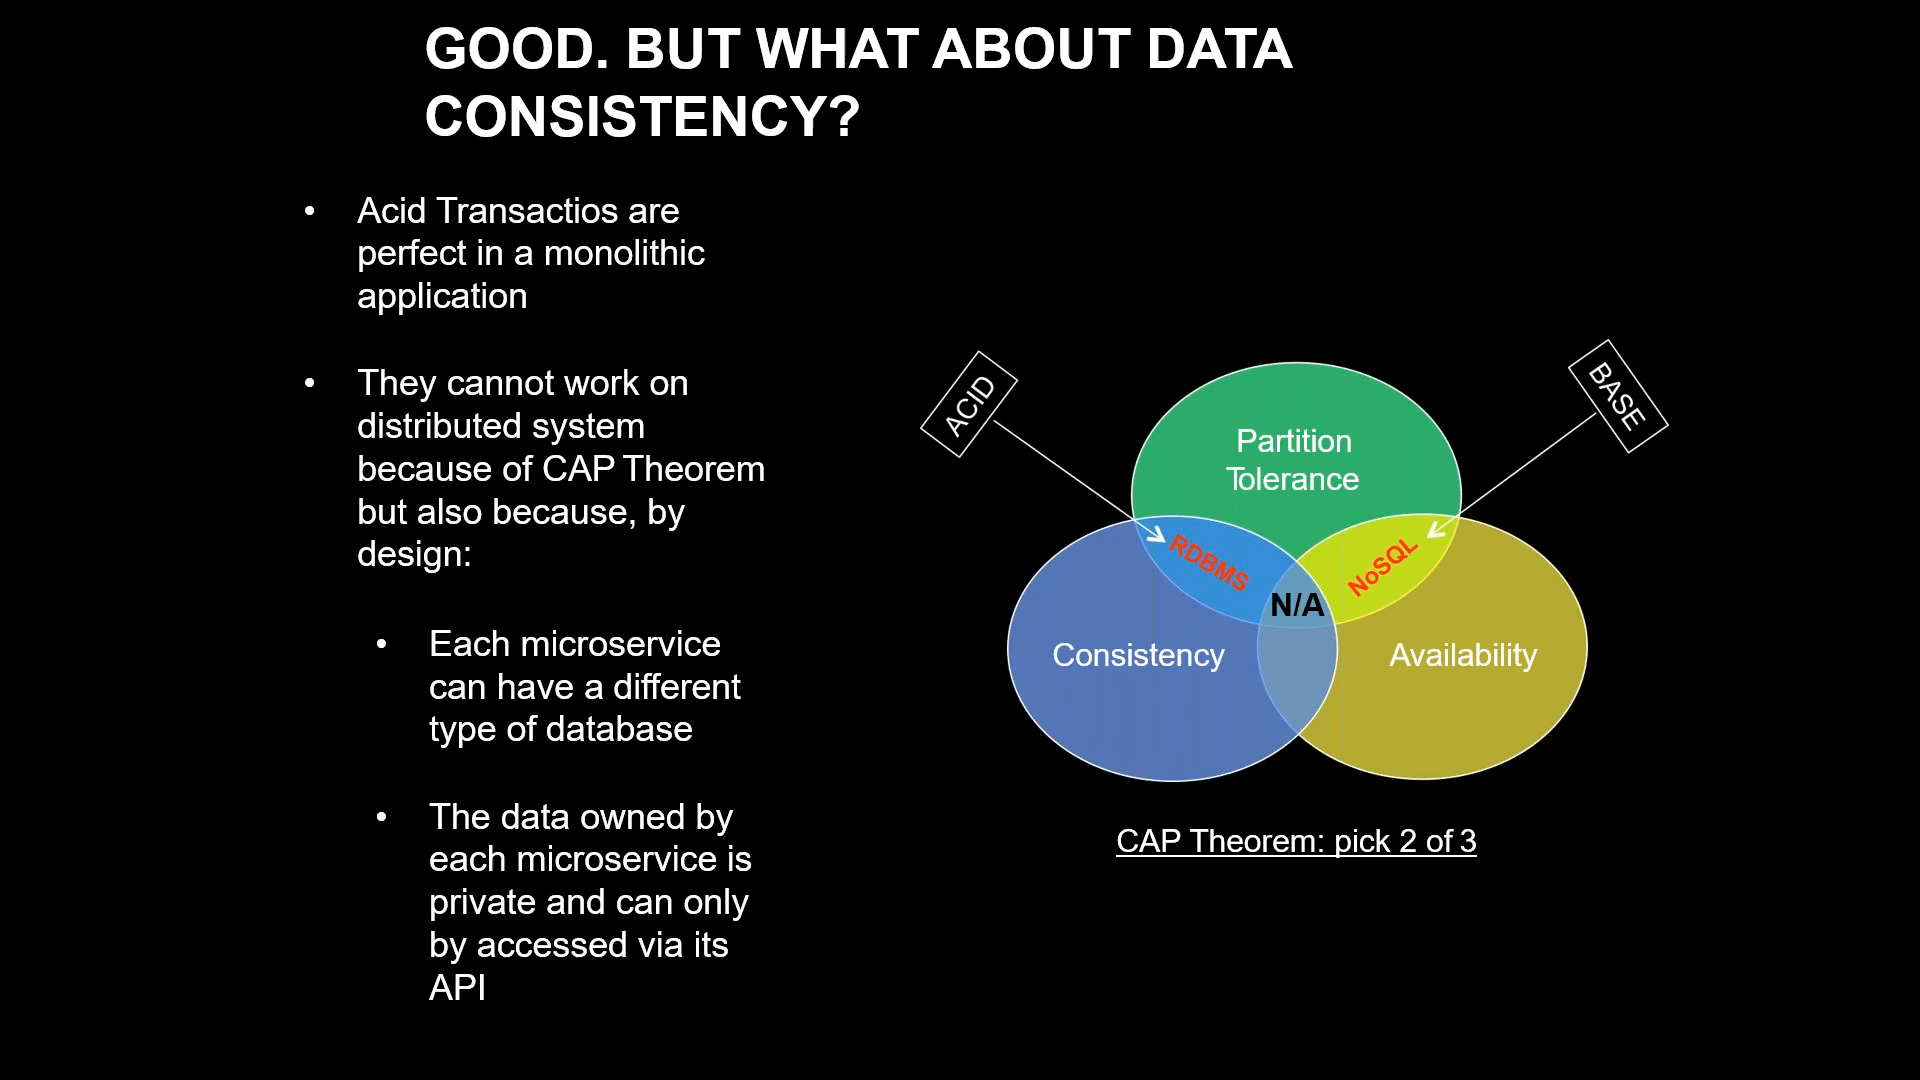 GOOD. BUT WHAT ABOUT DATA
CONSISTENCY?
• Acid Transactios are
perfect in a monolithic
application
• They cannot work on
distributed system
because of CAP Theorem
but also because, by
design:
• Each microservice
can have a different
type of database
• The data owned by
each microservice is
private and can only
by accessed via its
API
ACID
BASE
Partition
Tolerance
RDBMS
NoSQL
N/A
Consistency
Availability
CAP Theorem: pick 2 of 3